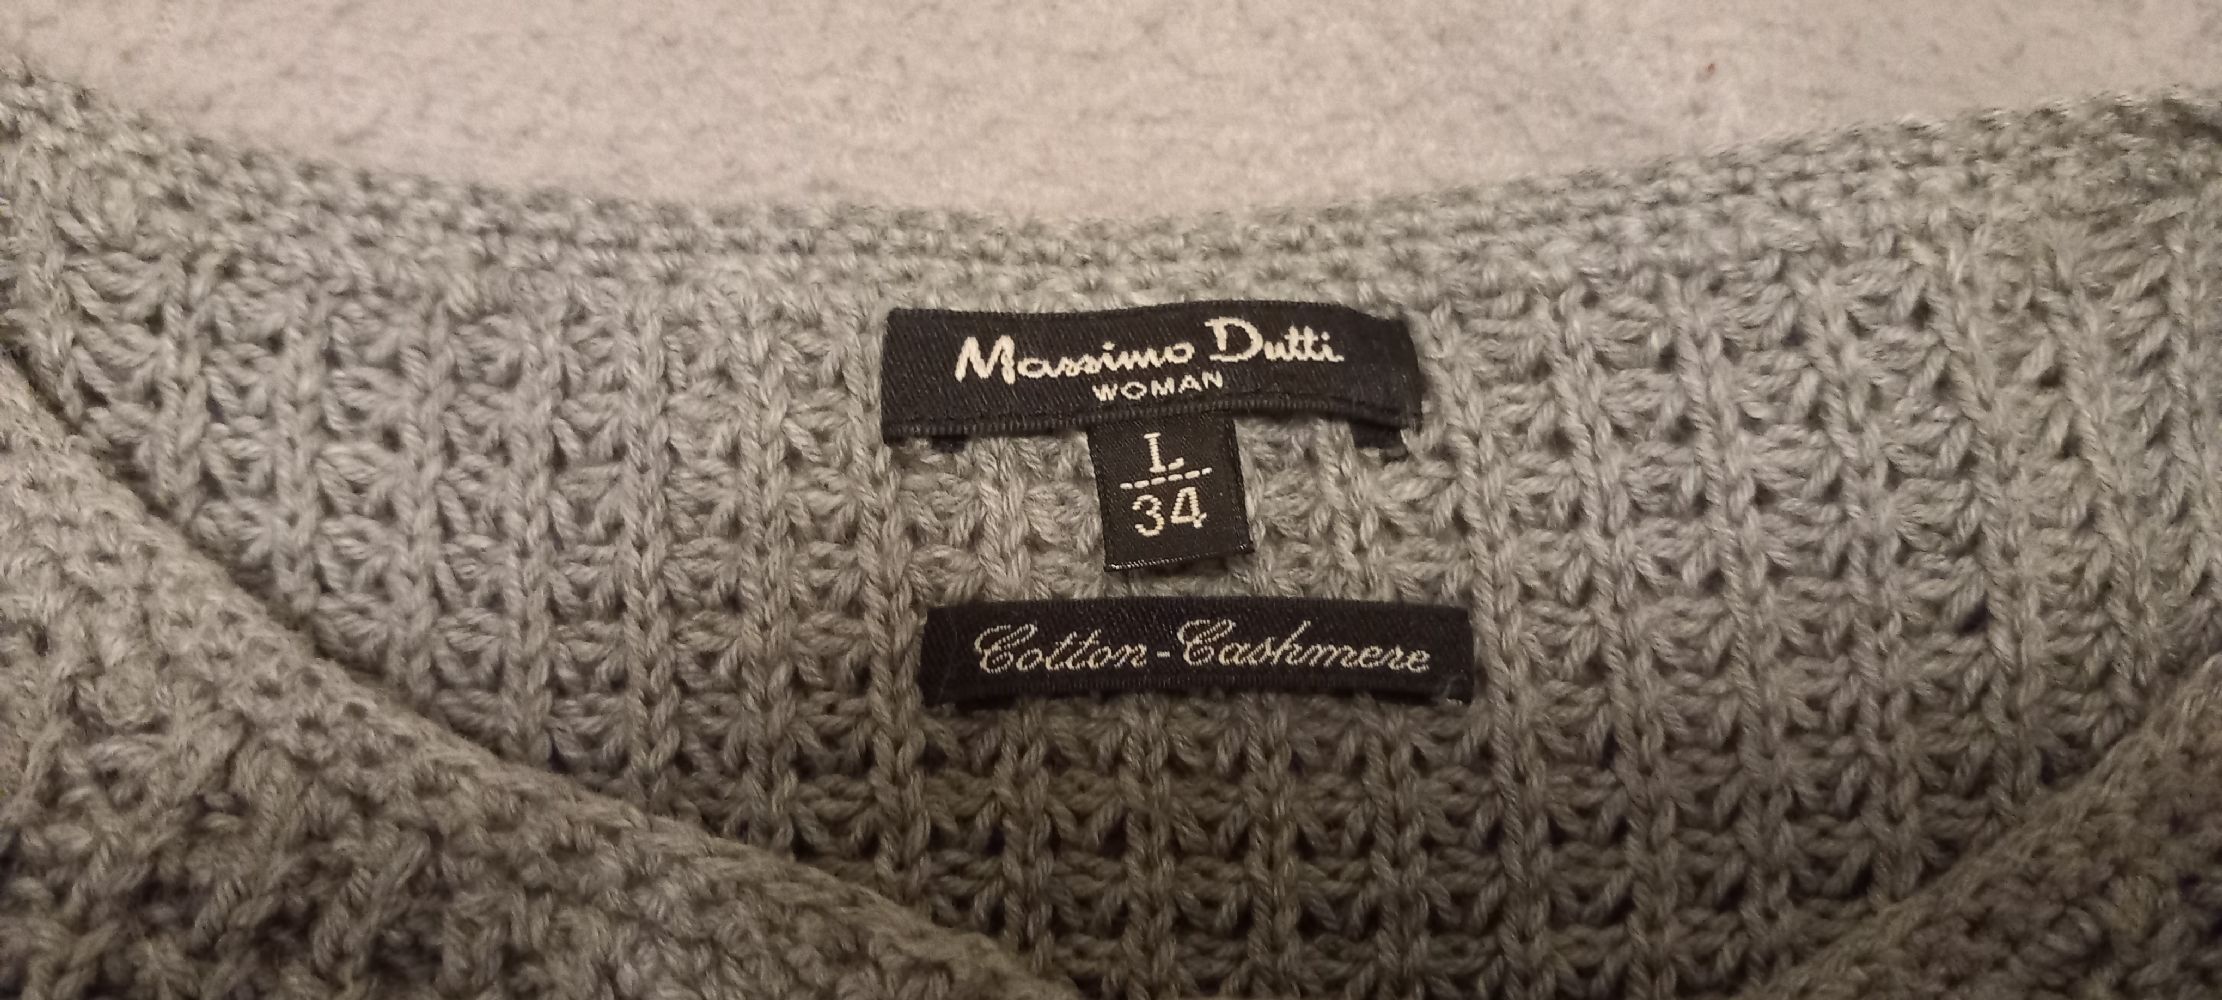 Massimo Dutti
WOMAN
L
34
Cotton-Cashmere